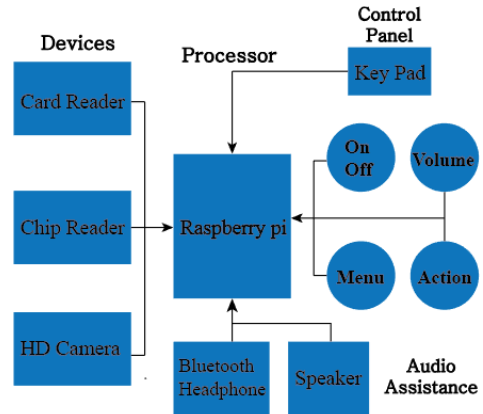 Devices
Processor
Control
Panel
Card Reader
Key Pad
On
Off
Volume
Chip Reader
Raspberry pi
Menu
Action
HD Camera
Bluetooth
Headphone
Speaker
Audio
Assistance